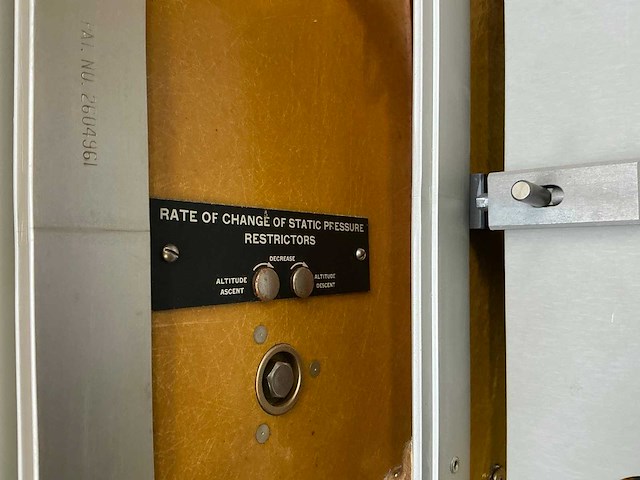 PAT. NO. 2604961
RATE OF CHANGE OF STATIC PRESSURE
RESTRICTORS
DECREASE
ALTITUDE
ASCENT
ALTITUDE
DESCENT